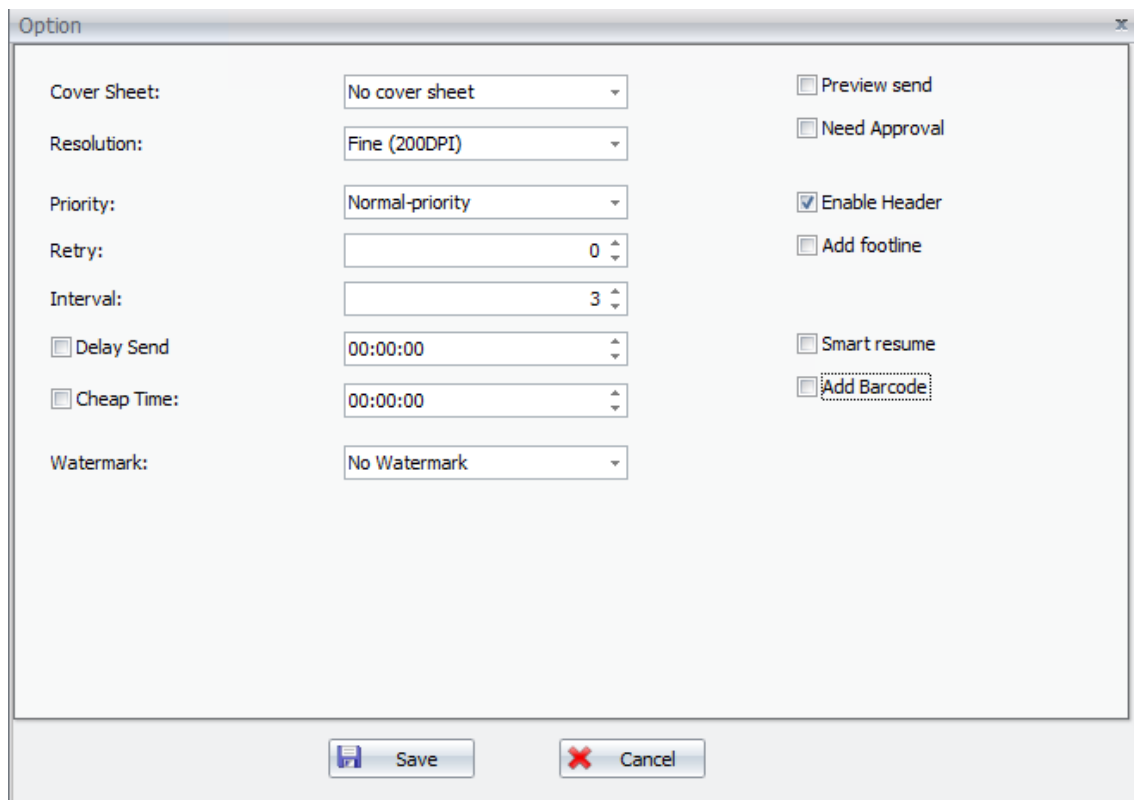 Option
Cover Sheet: No cover sheet Preview send
Resolution: Fine (200DPI) Need Approval
Priority: Normal-priority Enable Header
Retry: 0 Add footline
Interval: 3
Delay Send 00:00:00 Smart resume
Cheap Time: 00:00:00 Add Barcode
Watermark: No Watermark
Save Cancel